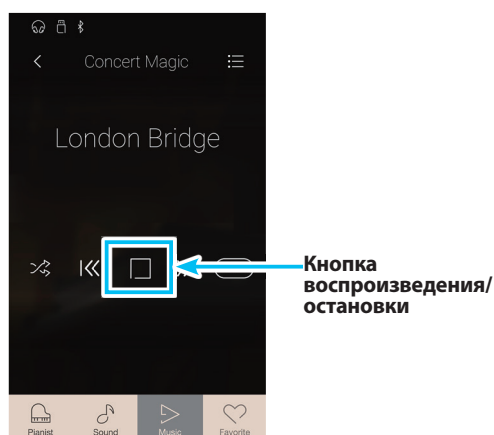 Concert Magic
London Bridge
Кнопка
воспроизведения/
остановки
Pianist Sound Music Favorite